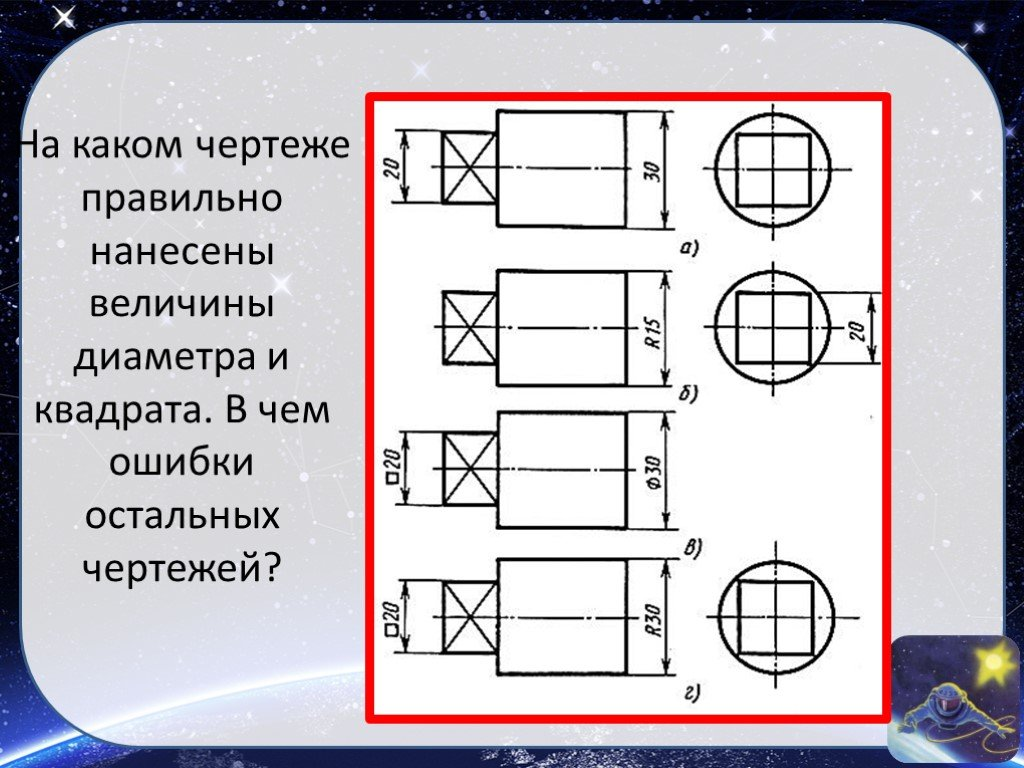 На каком чертеже
правильно
нанесены
величины
диаметра и
квадрата. В чем
ошибки
остальных
чертежей?
20
30
а)
R15
20
б)
□20
Ф30
в)
□20
R30
г)